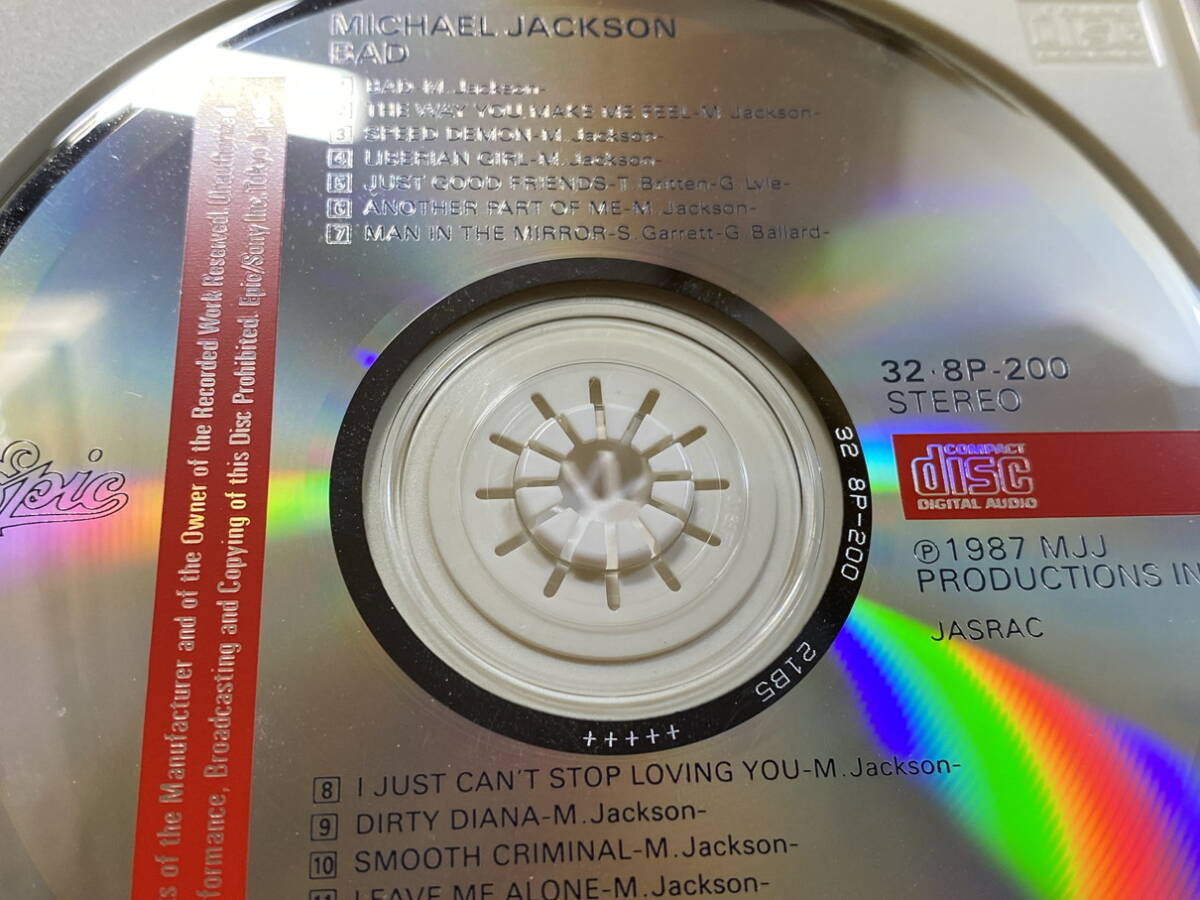 MICHAEL JACKSON
BAD
1 BAD-M.Jackson-
2 THE WAY YOU MAKE ME FEEL-M.Jackson-
3 SPEED DEMON-M.Jackson-
4 LIBERIAN GIRL-M.Jackson-
5 JUST GOOD FRIENDS-T.Britten-G.Lyle-
6 ANOTHER PART OF ME-M.Jackson-
7 MAN IN THE MIRROR-S.Garrett-G.Ballard-
s of the Manufacturer and of the Owner of the Recorded Work Reserved. Unauthorized
formance, Broadcasting and Copying of this Disc Prohibited. Epic/Sony Inc. Tokyo Japan
Epic
32·8P-200
STEREO
COMPACT
disc
DIGITAL AUDIO
Ⓟ1987 MJJ
PRODUCTIONS IN
JASRAC
32 8P-200
21B5
+++++
8 I JUST CAN'T STOP LOVING YOU-M.Jackson-
9 DIRTY DIANA-M.Jackson-
10 SMOOTH CRIMINAL-M.Jackson-
11 LEAVE ME ALONE-M.Jackson-